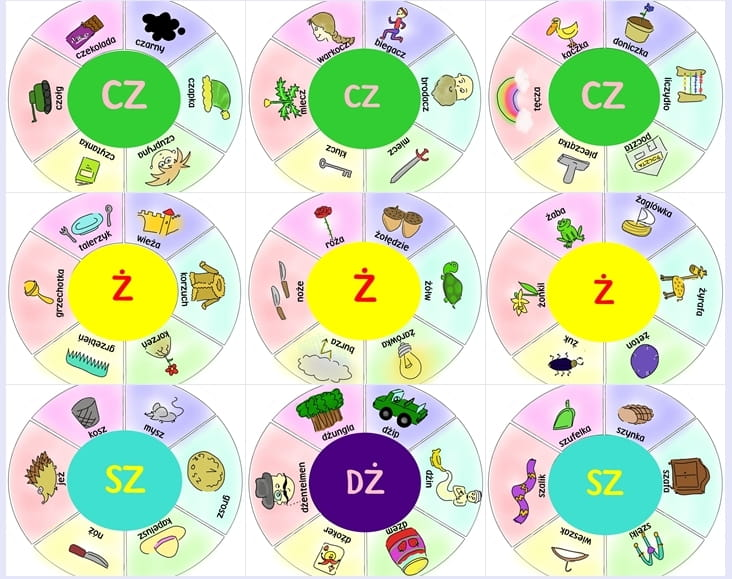 czekolada
czarny
czołg
CZ
czapka
czytanka
czupryna
warkocz
biegacz
mlecz
CZ
brodacz
klucz
miecz
kaczka
doniczka
tęcza
CZ
liczydło
pieczątka
poczta
POCZTA
talerzyk
wieża
grzechotka
Ż
korzuch
grzebień
korzeń
róża
żołędzie
noże
Ż
żółw
burza
żarówka
żaba
żaglówka
żonkil
Ż
żyrafa
żuk
żeton
kosz
mysz
jeż
SZ
grosz
nóż
kapelusz
dżungla
dżip
dżentelmen
DŻ
dżin
dżoker
dżem
szufelka
szynka
szalik
SZ
szafa
wieszak
szelki